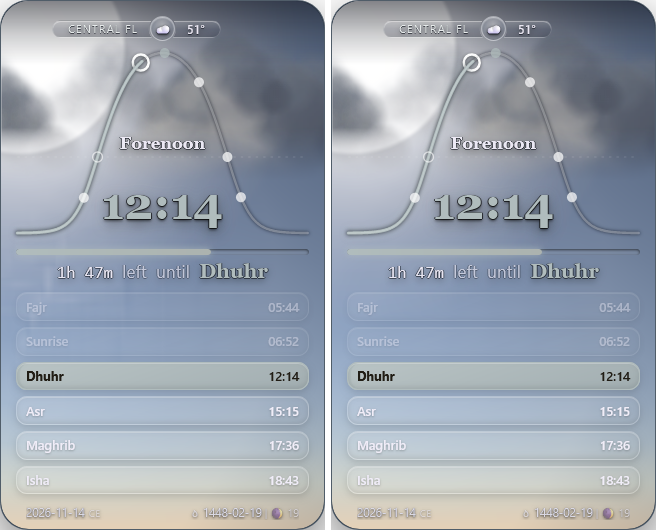 CENTRAL FL 51°
Forenoon
12:14
1h 47m left until Dhuhr
Fajr 05:44
Sunrise 06:52
Dhuhr 12:14
Asr 15:15
Maghrib 17:36
Isha 18:43
2026-11-14 CE 1448-02-19 19
CENTRAL FL 51°
Forenoon
12:14
1h 47m left until Dhuhr
Fajr 05:44
Sunrise 06:52
Dhuhr 12:14
Asr 15:15
Maghrib 17:36
Isha 18:43
2026-11-14 CE 1448-02-19 19